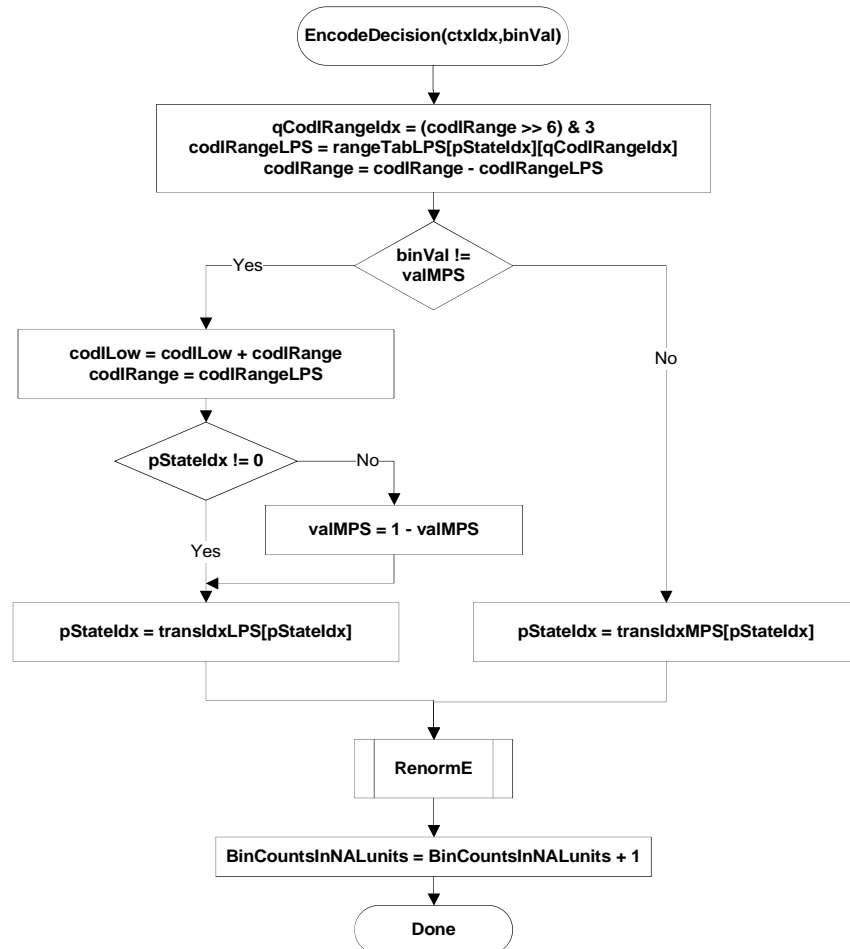 EncodeDecision(ctxIdx,binVal)
qCodIRangeIdx = (codIRange >> 6) & 3
codIRangeLPS = rangeTabLPS[pStateIdx][qCodIRangeIdx]
codIRange = codIRange - codIRangeLPS
binVal !=
valMPS
Yes
No
codILow = codILow + codIRange
codIRange = codIRangeLPS
pStateIdx != 0
No
valMPS = 1 - valMPS
Yes
pStateIdx = transIdxLPS[pStateIdx]
pStateIdx = transIdxMPS[pStateIdx]
RenormE
BinCountsInNALunits = BinCountsInNALunits + 1
Done